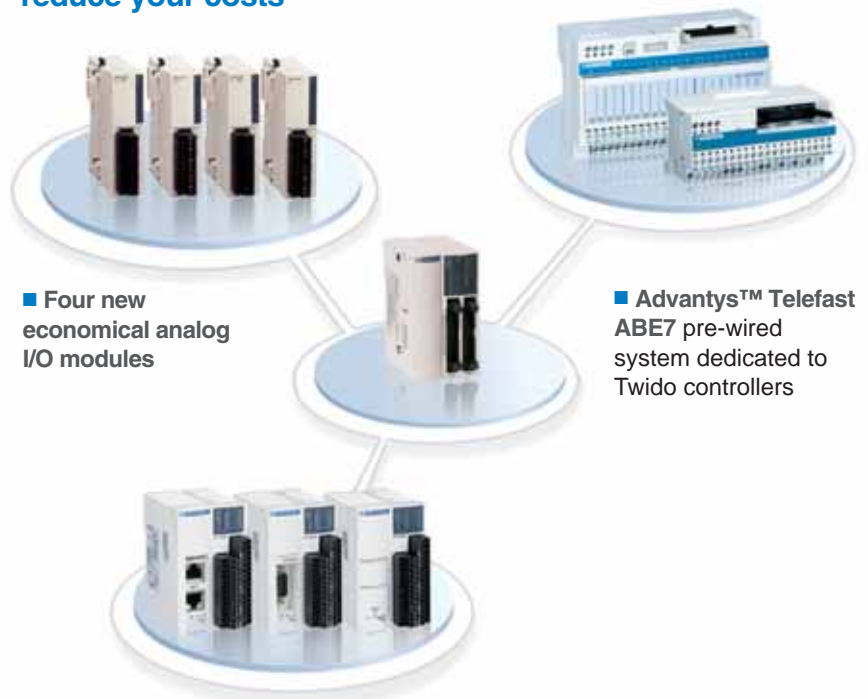 reduce your costs
■ Four new
economical analog
I/O modules
■ Advantys™ Telefast
ABE7 pre-wired
system dedicated to
Twido controllers